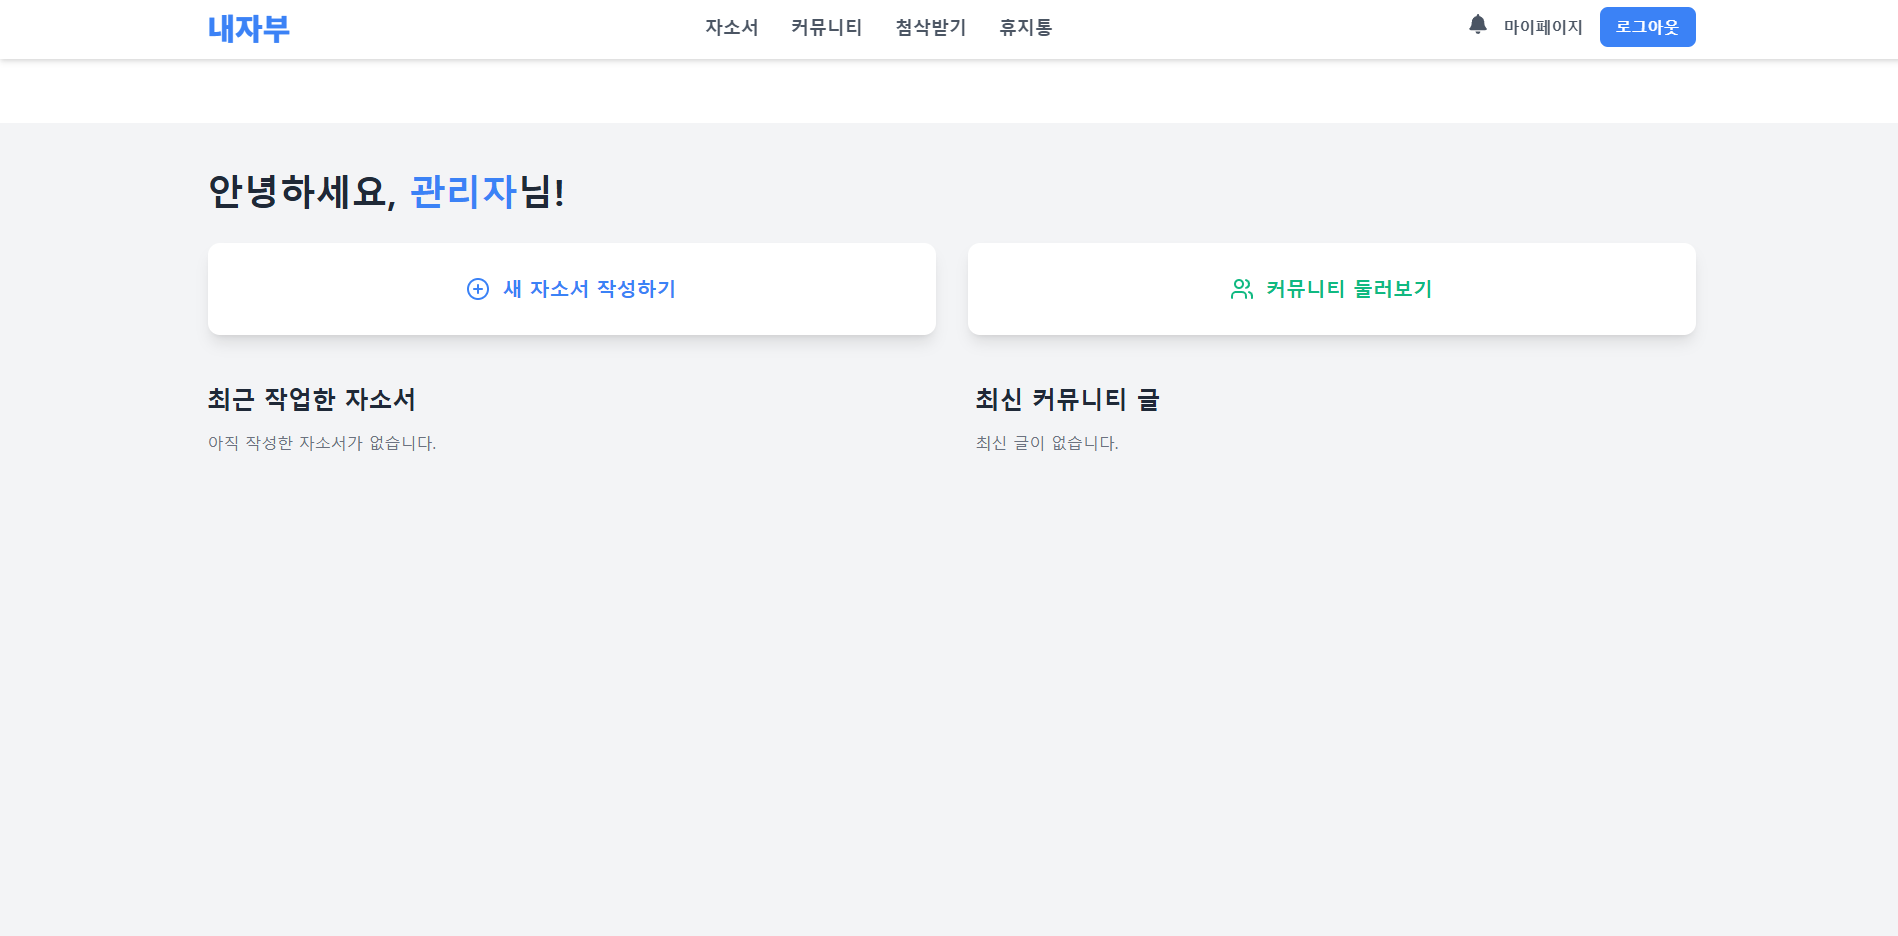 내자부
자소서 커뮤니티 첨삭받기 휴지통
마이페이지 로그아웃
안녕하세요, 관리자님!
새 자소서 작성하기
커뮤니티 둘러보기
최근 작업한 자소서
아직 작성한 자소서가 없습니다.
최신 커뮤니티 글
최신 글이 없습니다.